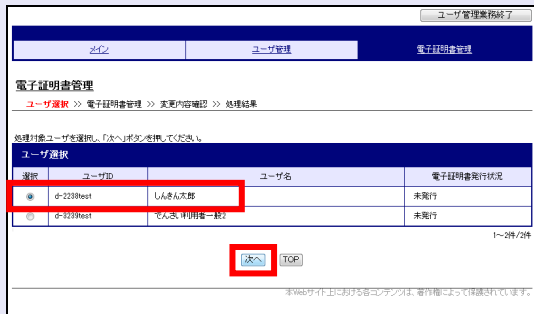 ユーザ管理業務終了
メイン ユーザ管理 電子証明書管理
電子証明書管理
ユーザ選択 >> 電子証明書管理 >> 変更内容確認 >> 処理結果
処理対象ユーザを選択し、「次へ」ボタンを押してください。
ユーザ選択
選択 ユーザID ユーザ名 電子証明書発行状況
d-2238test しんきん太郎 未発行
d-3239test でんさい利用者一般2 未発行
1～2件/2件
次へ TOP
本Webサイト上における各コンテンツは、著作権によって保護されています。